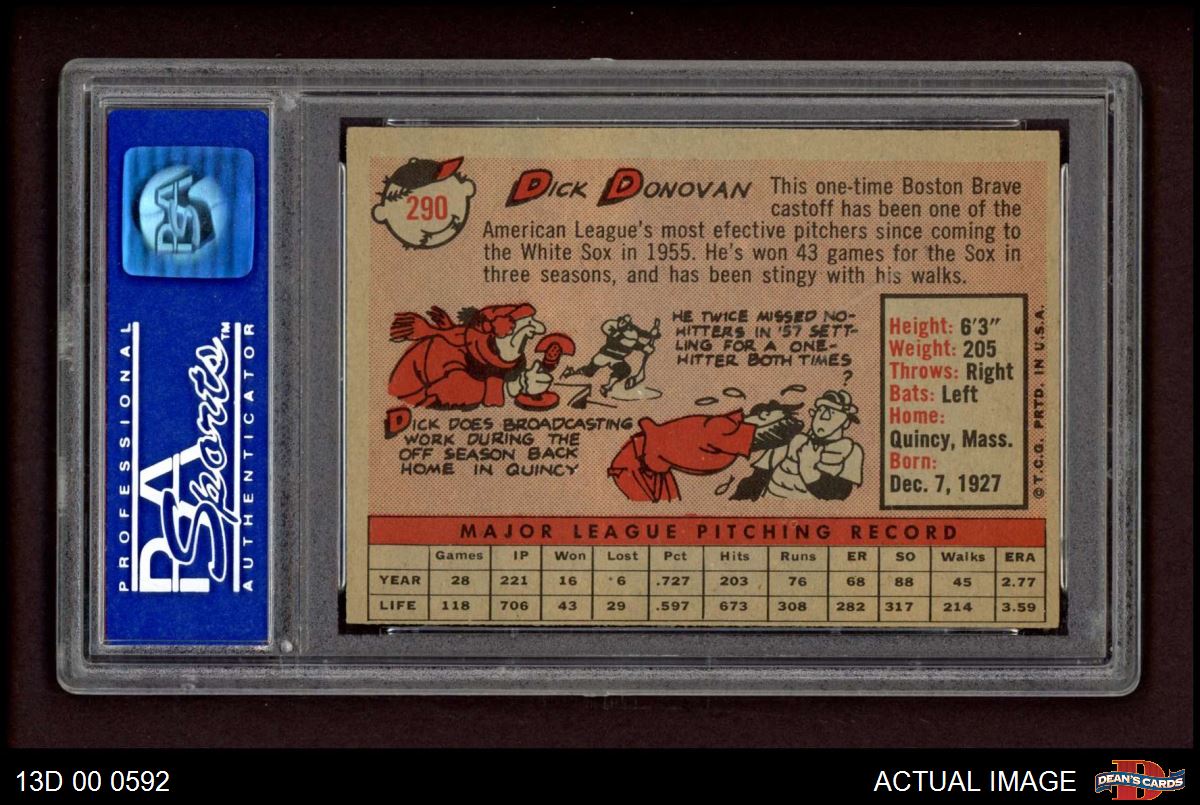 PROFESSIONAL
PSA
Sports™
AUTHENTICATOR
PSA
290
DICK DONOVAN
This one-time Boston Brave
castoff has been one of the
American League's most efective pitchers since coming to
the White Sox in 1955. He's won 43 games for the Sox in
three seasons, and has been stingy with his walks.
HE TWICE MISSED NO-
HITTERS IN '57 SETT-
LING FOR A ONE-
HITTER BOTH TIMES
?
DICK DOES BROADCASTING
WORK DURING THE
OFF SEASON BACK
HOME IN QUINCY
Height: 6'3"
Weight: 205
Throws: Right
Bats: Left
Home:
Quincy, Mass.
Born:
Dec. 7, 1927
© T.C.G. PRTD. IN U.S.A.
MAJOR LEAGUE PITCHING RECORD
Games IP Won Lost Pct Hits Runs ER SO Walks ERA
YEAR 28 221 16 6 .727 203 76 68 88 45 2.77
LIFE 118 706 43 29 .597 673 308 282 317 214 3.59
13D 00 0592
ACTUAL IMAGE
D
DEAN'S CARDS